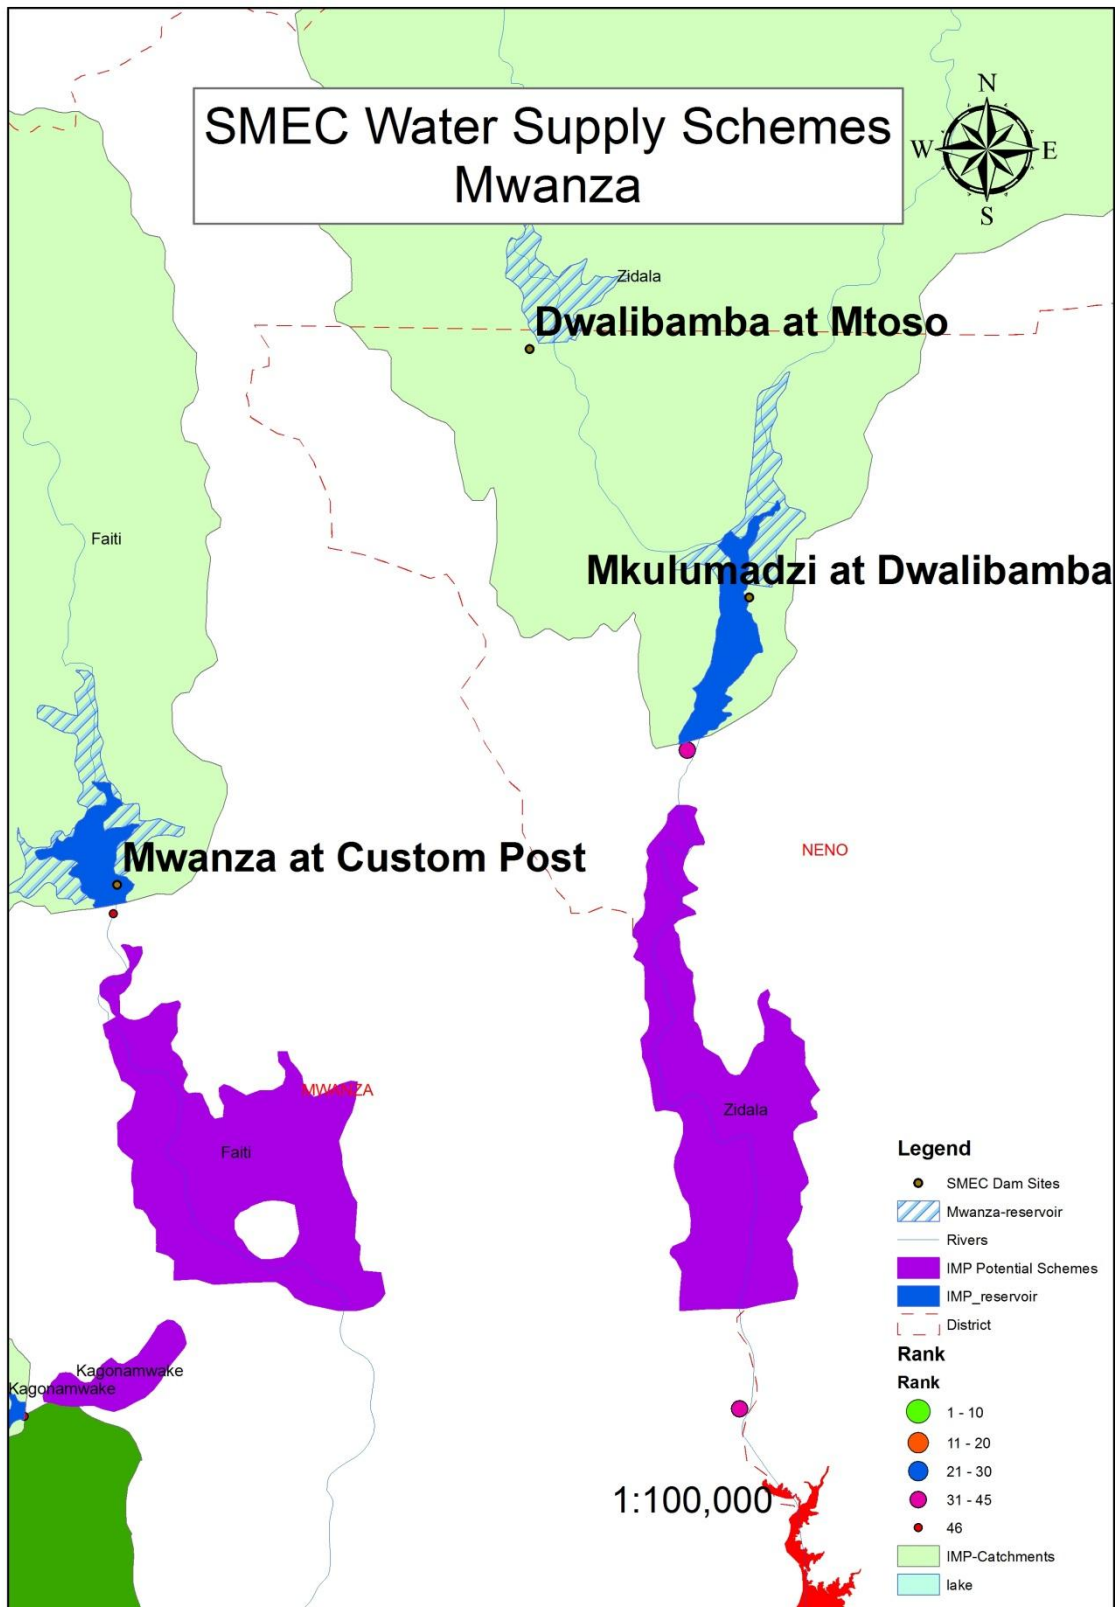 SMEC Water Supply Schemes
Mwanza
N
W
E
S
Zidala
Dwalibamba at Mtoso
Faiti
Mkulumadzi at Dwalibamba
Mwanza at Custom Post
NENO
MWANZA
Zidala
Faiti
Kagonamwake
Kagonamwake
1:100,000
Legend
SMEC Dam Sites
Mwanza-reservoir
Rivers
IMP Potential Schemes
IMP_reservoir
District
Rank
Rank
1 - 10
11 - 20
21 - 30
31 - 45
46
IMP-Catchments
lake